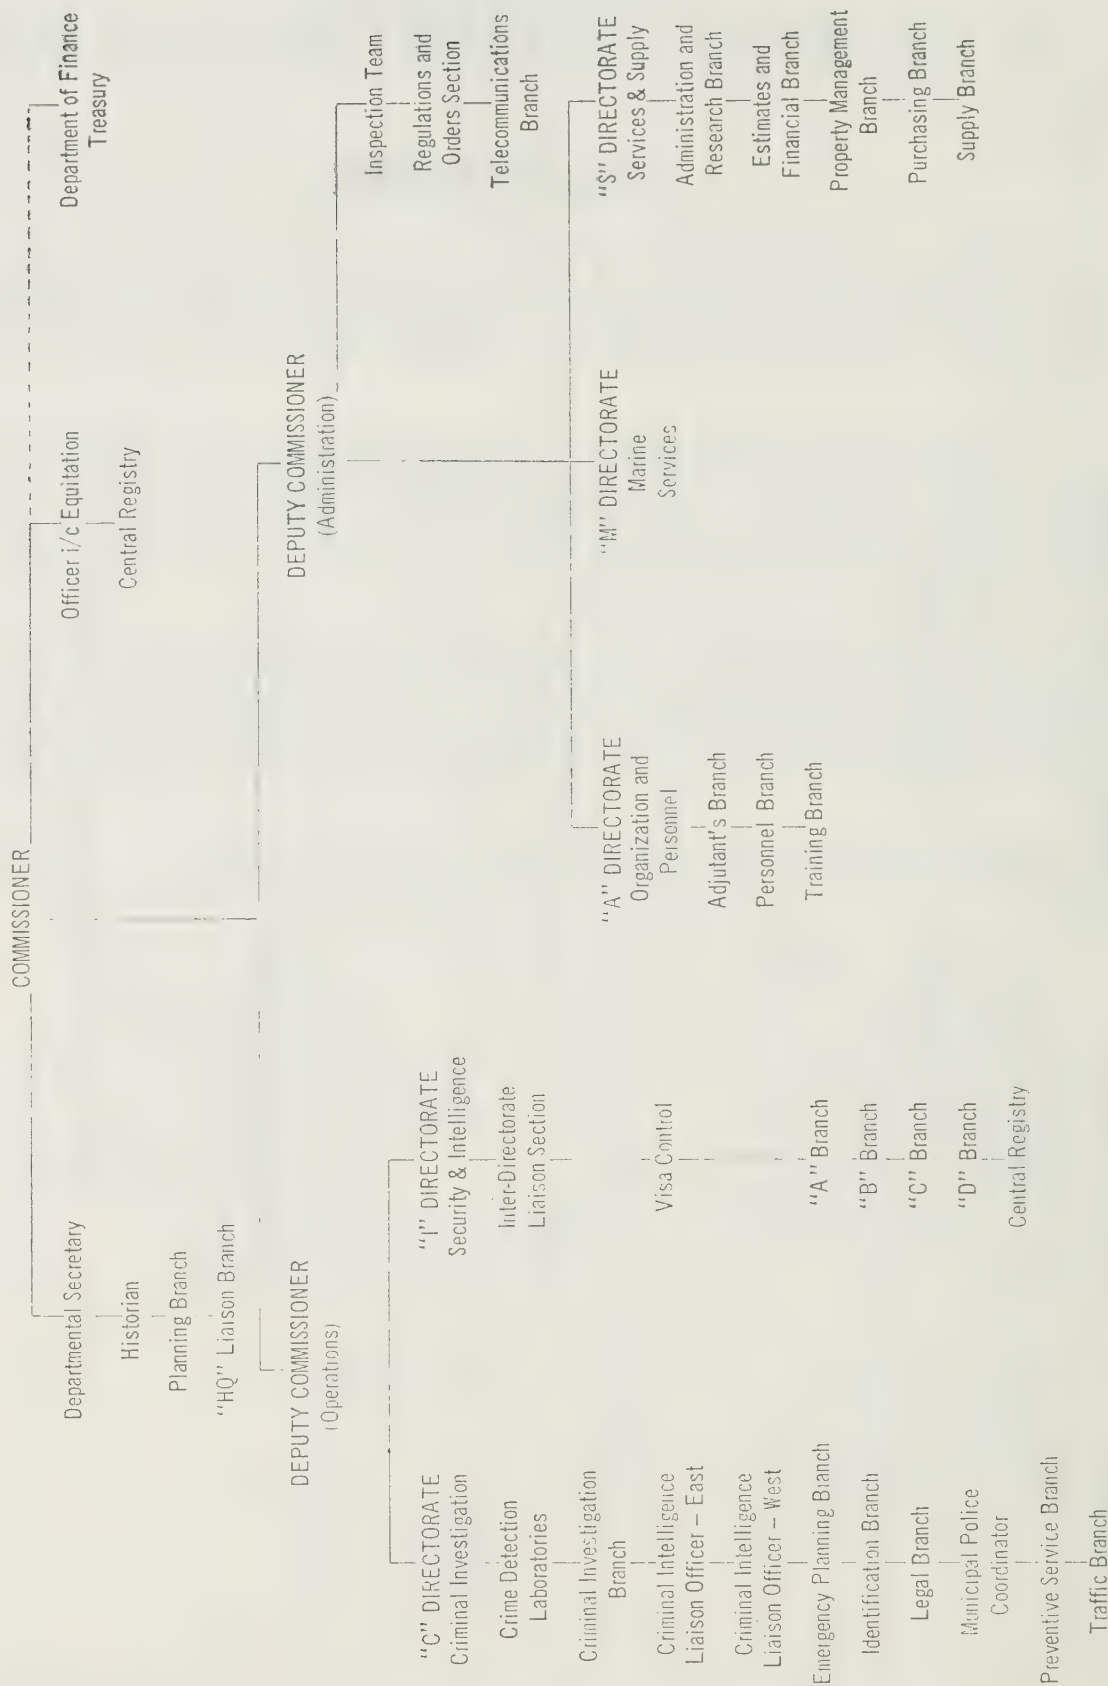 COMMISSIONER
Departmental Secretary
Historian
Planning Branch
"HQ" Liaison Branch
Officer i/c Equitation
Central Registry
Department of Finance
Treasury
DEPUTY COMMISSIONER
(Operations)
DEPUTY COMMISSIONER
(Administration)
Inspection Team
Regulations and
Orders Section
Telecommunications
Branch
"C" DIRECTORATE
Criminal Investigation
Crime Detection
Laboratories
Criminal Investigation
Branch
Criminal Intelligence
Liaison Officer – East
Criminal Intelligence
Liaison Officer – West
Emergency Planning Branch
Identification Branch
Legal Branch
Municipal Police
Coordinator
Preventive Service Branch
Traffic Branch
"I" DIRECTORATE
Security & Intelligence
Inter-Directorate
Liaison Section
Visa Control
"A" Branch
"B" Branch
"C" Branch
"D" Branch
Central Registry
"A" DIRECTORATE
Organization and
Personnel
Adjutant's Branch
Personnel Branch
Training Branch
"M" DIRECTORATE
Marine
Services
"S" DIRECTORATE
Services & Supply
Administration and
Research Branch
Estimates and
Financial Branch
Property Management
Branch
Purchasing Branch
Supply Branch